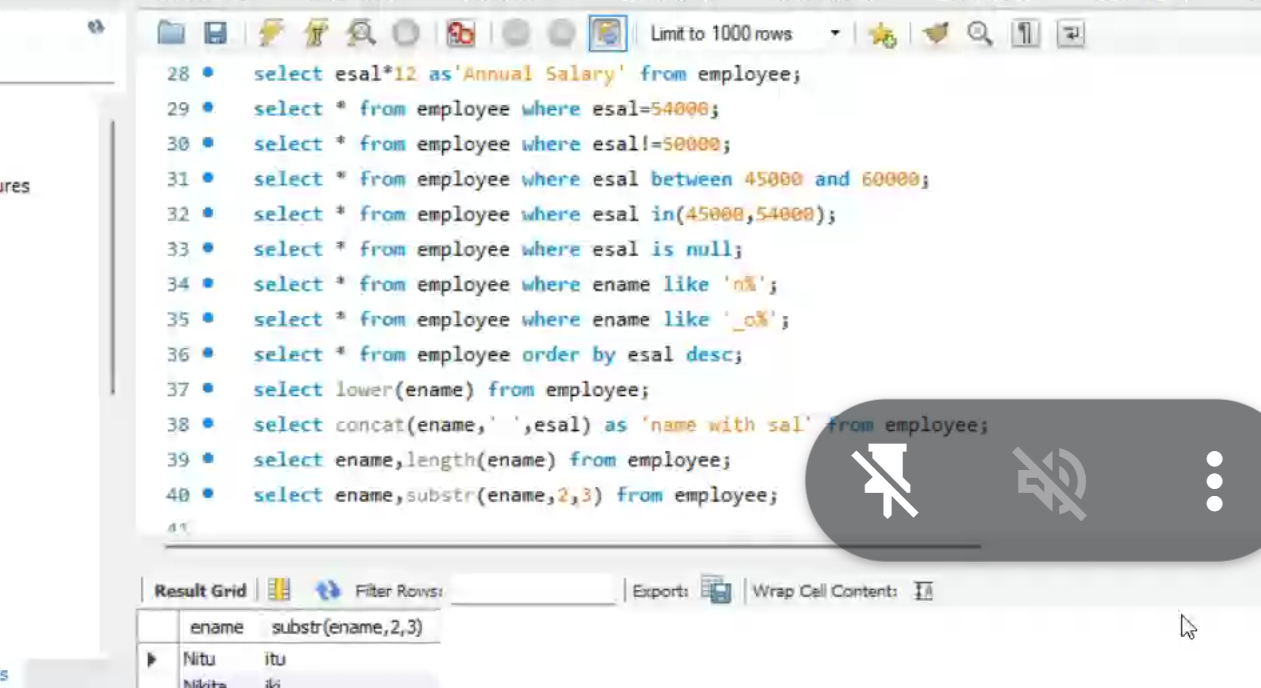 Limit to 1000 rows
28 select esal*12 as'Annual Salary' from employee;
29 select * from employee where esal=54000;
30 select * from employee where esal!=50000;
ures
31 select * from employee where esal between 45000 and 60000;
32 select * from employee where esal in(45000,54000);
33 select * from employee where esal is null;
34 select * from employee where ename like 'n%';
35 select * from employee where ename like '_o%';
36 select * from employee order by esal desc;
37 select lower(ename) from employee;
38 select concat(ename,' ',esal) as 'name with sal' from employee;
39 select ename,length(ename) from employee;
40 select ename,substr(ename,2,3) from employee;
41
Result Grid Filter Rows: Export: Wrap Cell Content:
ename substr(ename,2,3)
Nitu itu
s
Nikita iki